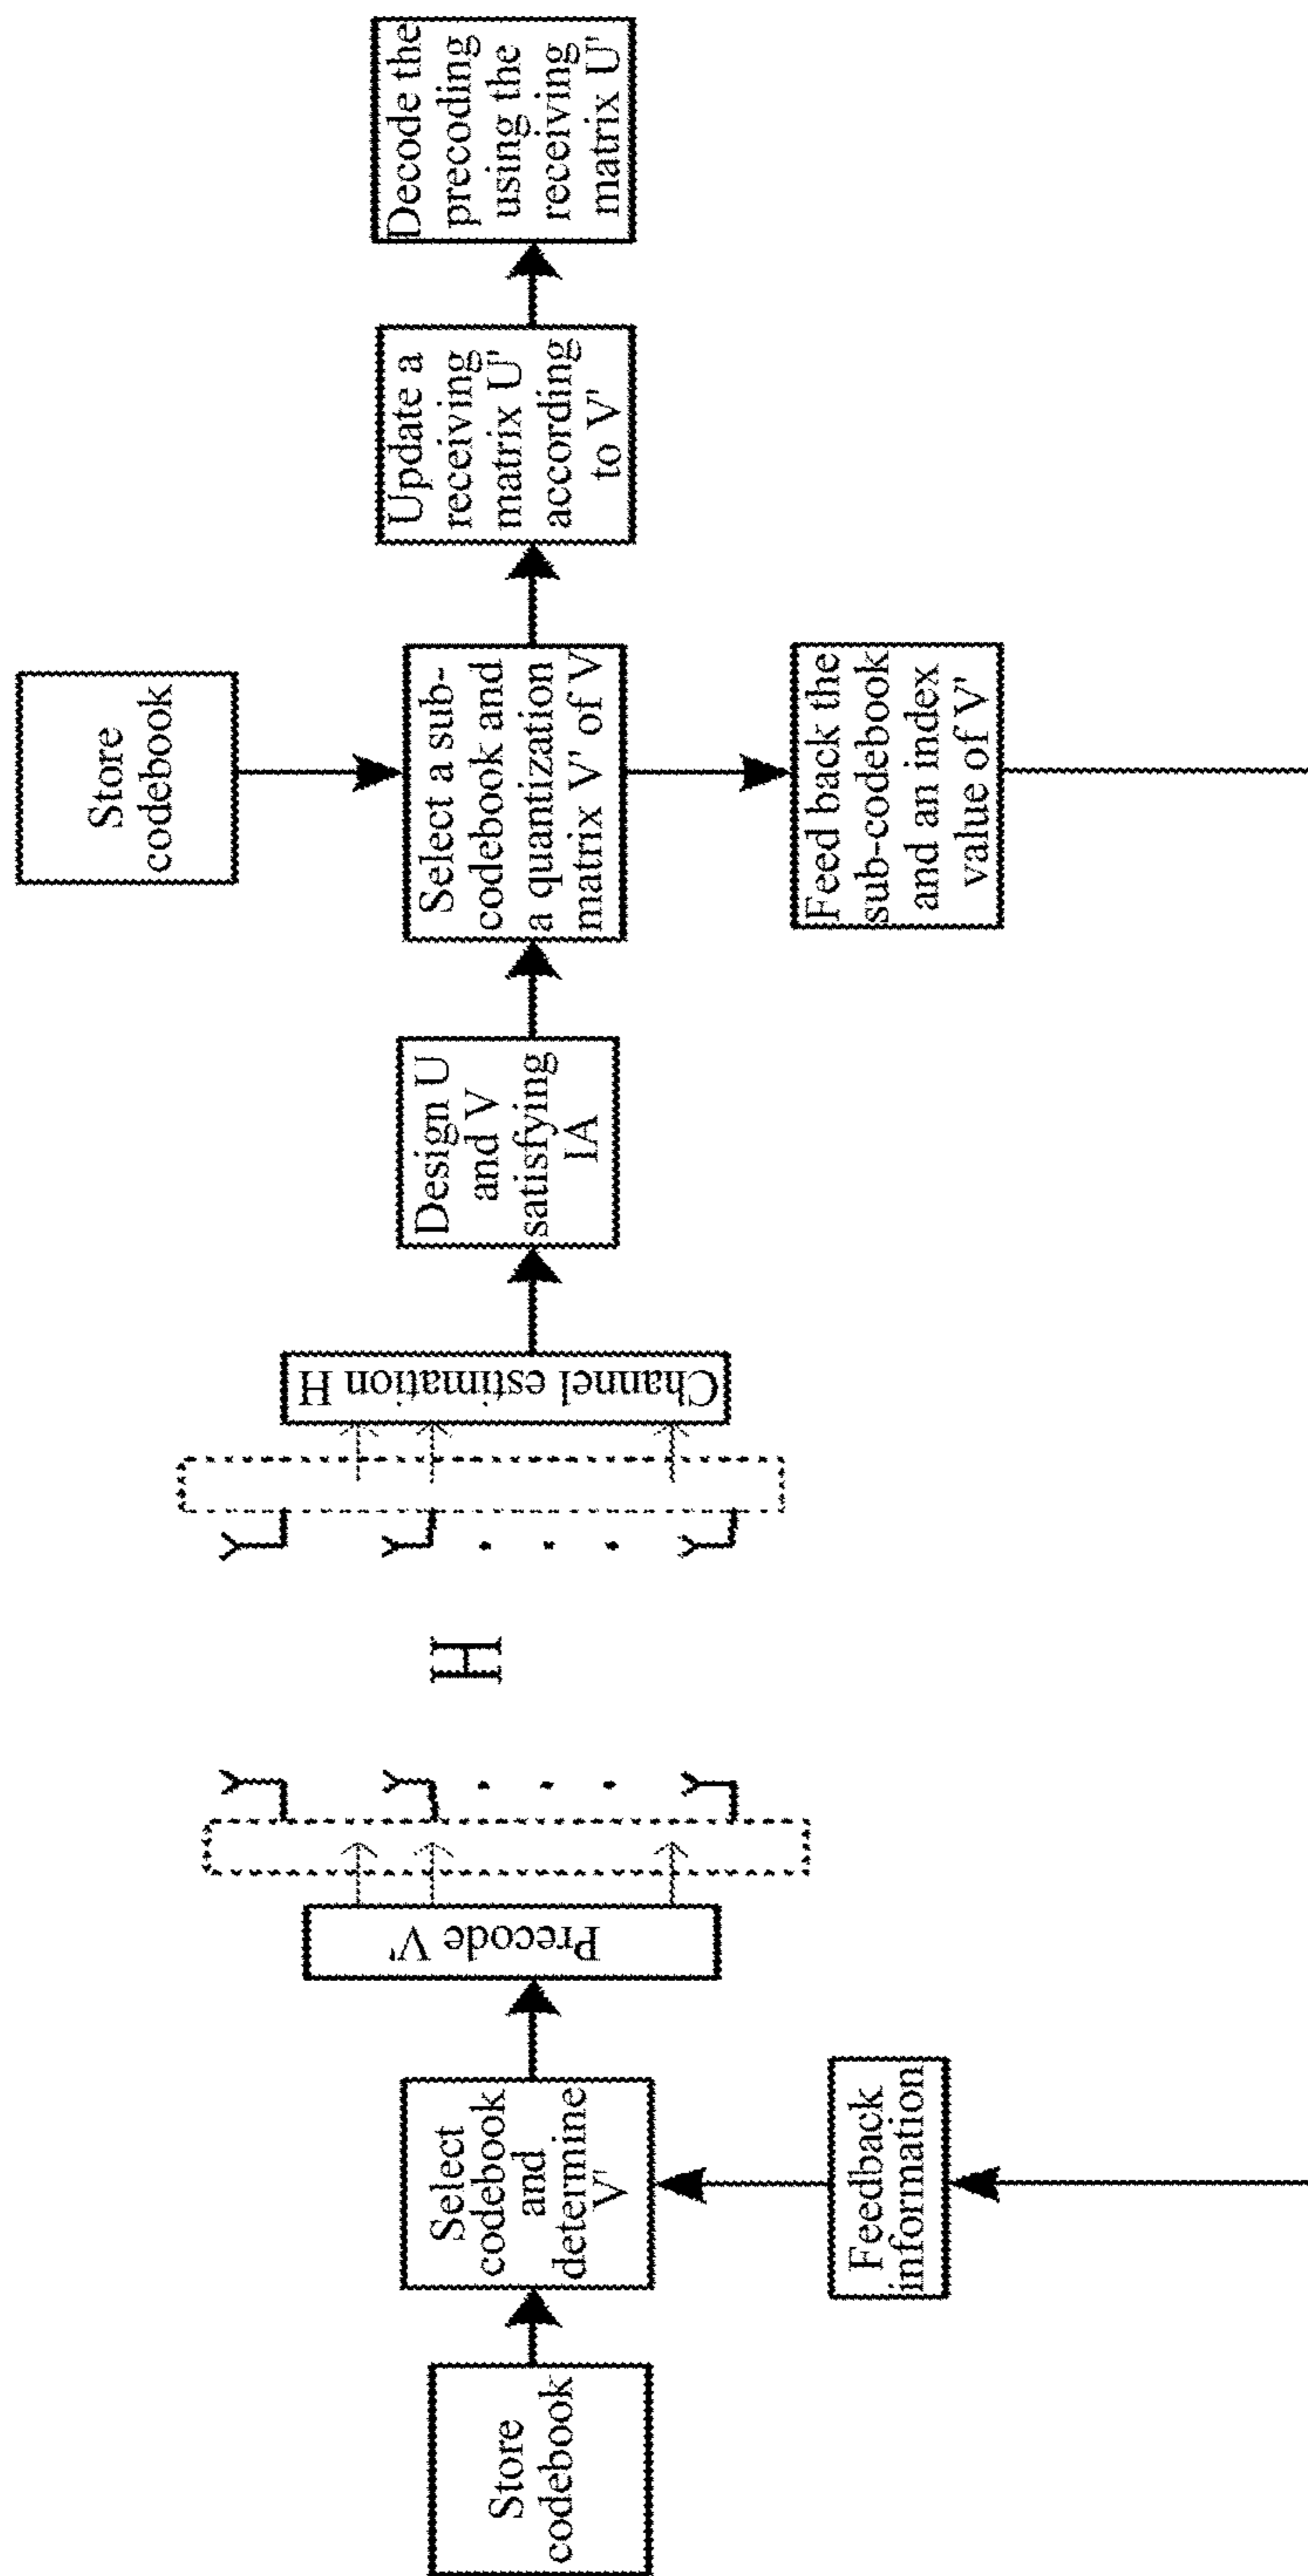 Store
codebook
Select
codebook
and
determine
V'
Feedback
information
Precode V'
H
Channel estimation H
Design U
and V
satisfying
IA
Store
codebook
Select a sub-
codebook and
a quantization
matrix V' of V
Feed back the
sub-codebook
and an index
value of V'
Update a
receiving
matrix U'
according
to V'
Decode the
precoding
using the
receiving
matrix U'